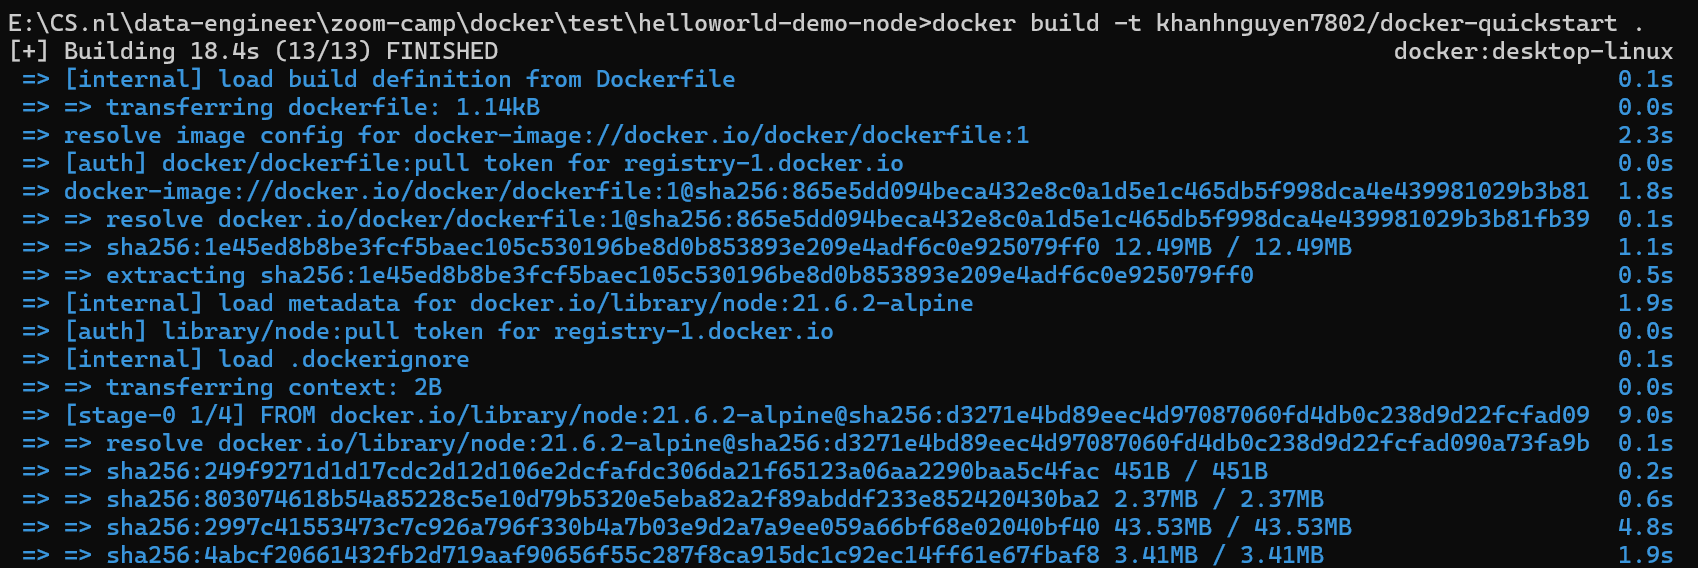 E:\CS.nl\data-engineer\zoom-camp\docker\test\helloworld-demo-node>docker build -t khanhnguyen7802/docker-quickstart .
[+] Building 18.4s (13/13) FINISHED docker:desktop-linux
=> [internal] load build definition from Dockerfile 0.1s
=> => transferring dockerfile: 1.14kB 0.0s
=> resolve image config for docker-image://docker.io/docker/dockerfile:1 2.3s
=> [auth] docker/dockerfile:pull token for registry-1.docker.io 0.0s
=> docker-image://docker.io/docker/dockerfile:1@sha256:865e5dd094beca432e8c0a1d5e1c465db5f998dca4e439981029b3b81 1.8s
=> => resolve docker.io/docker/dockerfile:1@sha256:865e5dd094beca432e8c0a1d5e1c465db5f998dca4e439981029b3b81fb39 0.1s
=> => sha256:1e45ed8b8be3fcf5baec105c530196be8d0b853893e209e4adf6c0e925079ff0 12.49MB / 12.49MB 1.1s
=> => extracting sha256:1e45ed8b8be3fcf5baec105c530196be8d0b853893e209e4adf6c0e925079ff0 0.5s
=> [internal] load metadata for docker.io/library/node:21.6.2-alpine 1.9s
=> [auth] library/node:pull token for registry-1.docker.io 0.0s
=> [internal] load .dockerignore 0.1s
=> => transferring context: 2B 0.0s
=> [stage-0 1/4] FROM docker.io/library/node:21.6.2-alpine@sha256:d3271e4bd89eec4d97087060fd4db0c238d9d22fcfad09 9.0s
=> => resolve docker.io/library/node:21.6.2-alpine@sha256:d3271e4bd89eec4d97087060fd4db0c238d9d22fcfad090a73fa9b 0.1s
=> => sha256:249f9271d1d17cdc2d12d106e2dcfafdc306da21f65123a06aa2290baa5c4fac 451B / 451B 0.2s
=> => sha256:803074618b54a85228c5e10d79b5320e5eba82a2f89abddf233e852420430ba2 2.37MB / 2.37MB 0.6s
=> => sha256:2997c41553473c7c926a796f330b4a7b03e9d2a7a9ee059a66bf68e02040bf40 43.53MB / 43.53MB 4.8s
=> => sha256:4abcf20661432fb2d719aaf90656f55c287f8ca915dc1c92ec14ff61e67fbaf8 3.41MB / 3.41MB 1.9s